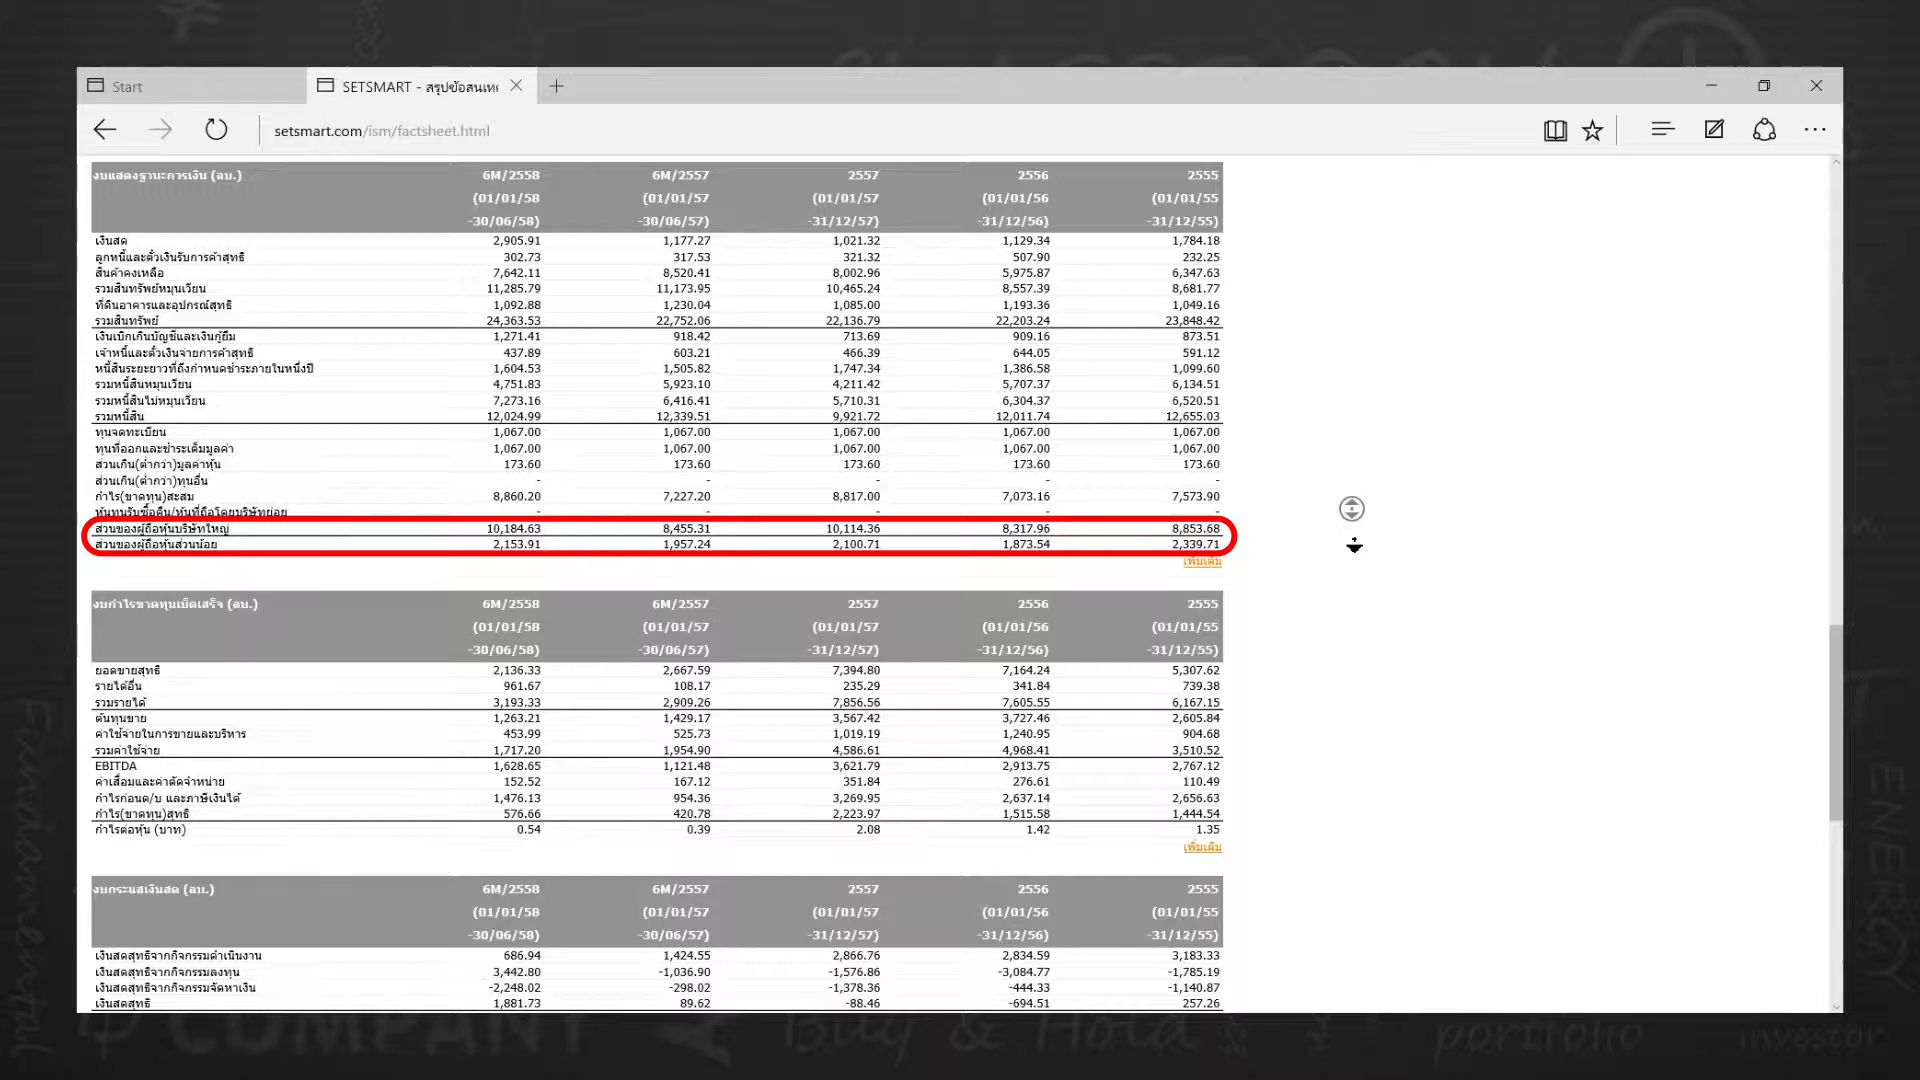 Start
SETSMART - สรุปข้อสนเทศ
setsmart.com/ism/factsheet.html
งบแสดงฐานะการเงิน (ลบ.) 6M/2558 6M/2557 2557 2556 2555
(01/01/58 (01/01/57 (01/01/57 (01/01/56 (01/01/55
-30/06/58) -30/06/57) -31/12/57) -31/12/56) -31/12/55)
เงินสด 2,905.91 1,177.27 1,021.32 1,129.34 1,784.18
ลูกหนี้และตั๋วเงินรับการค้าสุทธิ 302.73 317.53 321.32 507.90 232.25
สินค้าคงเหลือ 7,642.11 8,520.41 8,002.96 5,975.87 6,347.63
รวมสินทรัพย์หมุนเวียน 11,285.79 11,173.95 10,465.24 8,557.39 8,681.77
ที่ดินอาคารและอุปกรณ์สุทธิ 1,092.88 1,230.04 1,085.00 1,193.36 1,049.16
รวมสินทรัพย์ 24,363.53 22,752.06 22,136.79 22,203.24 23,848.42
เงินเบิกเกินบัญชีและเงินกู้ยืม 1,271.41 918.42 713.69 909.16 873.51
เจ้าหนี้และตั๋วเงินจ่ายการค้าสุทธิ 437.89 603.21 466.39 644.05 591.12
หนี้สินระยะยาวที่ถึงกำหนดชำระภายในหนึ่งปี 1,604.53 1,505.82 1,747.34 1,386.58 1,099.60
รวมหนี้สินหมุนเวียน 4,751.83 5,923.10 4,211.42 5,707.37 6,134.51
รวมหนี้สินไม่หมุนเวียน 7,273.16 6,416.41 5,710.31 6,304.37 6,520.51
รวมหนี้สิน 12,024.99 12,339.51 9,921.72 12,011.74 12,655.03
ทุนจดทะเบียน 1,067.00 1,067.00 1,067.00 1,067.00 1,067.00
ทุนที่ออกและชำระเต็มมูลค่า 1,067.00 1,067.00 1,067.00 1,067.00 1,067.00
ส่วนเกิน(ต่ำกว่า)มูลค่าหุ้น 173.60 173.60 173.60 173.60 173.60
ส่วนเกิน(ต่ำกว่า)ทุนอื่น - - - - -
กำไร(ขาดทุน)สะสม 8,860.20 7,227.20 8,817.00 7,073.16 7,573.90
หุ้นทุนรับซื้อคืน/หุ้นที่ถือโดยบริษัทย่อย - - - - -
ส่วนของผู้ถือหุ้นบริษัทใหญ่ 10,184.63 8,455.31 10,114.36 8,317.96 8,853.68
ส่วนของผู้ถือหุ้นส่วนน้อย 2,153.91 1,957.24 2,100.71 1,873.54 2,339.71
เพิ่มเติม
งบกำไรขาดทุนเบ็ดเสร็จ (ลบ.) 6M/2558 6M/2557 2557 2556 2555
(01/01/58 (01/01/57 (01/01/57 (01/01/56 (01/01/55
-30/06/58) -30/06/57) -31/12/57) -31/12/56) -31/12/55)
ยอดขายสุทธิ 2,136.33 2,667.59 7,394.80 7,164.24 5,307.62
รายได้อื่น 961.67 108.17 235.29 341.84 739.38
รวมรายได้ 3,193.33 2,909.26 7,856.56 7,605.55 6,167.15
ต้นทุนขาย 1,263.21 1,429.17 3,567.42 3,727.46 2,605.84
ค่าใช้จ่ายในการขายและบริหาร 453.99 525.73 1,019.19 1,240.95 904.68
รวมค่าใช้จ่าย 1,717.20 1,954.90 4,586.61 4,968.41 3,510.52
EBITDA 1,628.65 1,121.48 3,621.79 2,913.75 2,767.12
ค่าเสื่อมและค่าตัดจำหน่าย 152.52 167.12 351.84 276.61 110.49
กำไรก่อนด/บ และภาษีเงินได้ 1,476.13 954.36 3,269.95 2,637.14 2,656.63
กำไร(ขาดทุน)สุทธิ 576.66 420.78 2,223.97 1,515.58 1,444.54
กำไรต่อหุ้น (บาท) 0.54 0.39 2.08 1.42 1.35
เพิ่มเติม
งบกระแสเงินสด (ลบ.) 6M/2558 6M/2557 2557 2556 2555
(01/01/58 (01/01/57 (01/01/57 (01/01/56 (01/01/55
-30/06/58) -30/06/57) -31/12/57) -31/12/56) -31/12/55)
เงินสดสุทธิจากกิจกรรมดำเนินงาน 686.94 1,424.55 2,866.76 2,834.59 3,183.33
เงินสดสุทธิจากกิจกรรมลงทุน 3,442.80 -1,036.90 -1,576.86 -3,084.77 -1,785.19
เงินสดสุทธิจากกิจกรรมจัดหาเงิน -2,248.02 -298.02 -1,378.36 -444.33 -1,140.87
เงินสดสุทธิ 1,881.73 89.62 -88.46 -694.51 257.26
COMPANY Buy & Hold portfolio investor
ENERGY